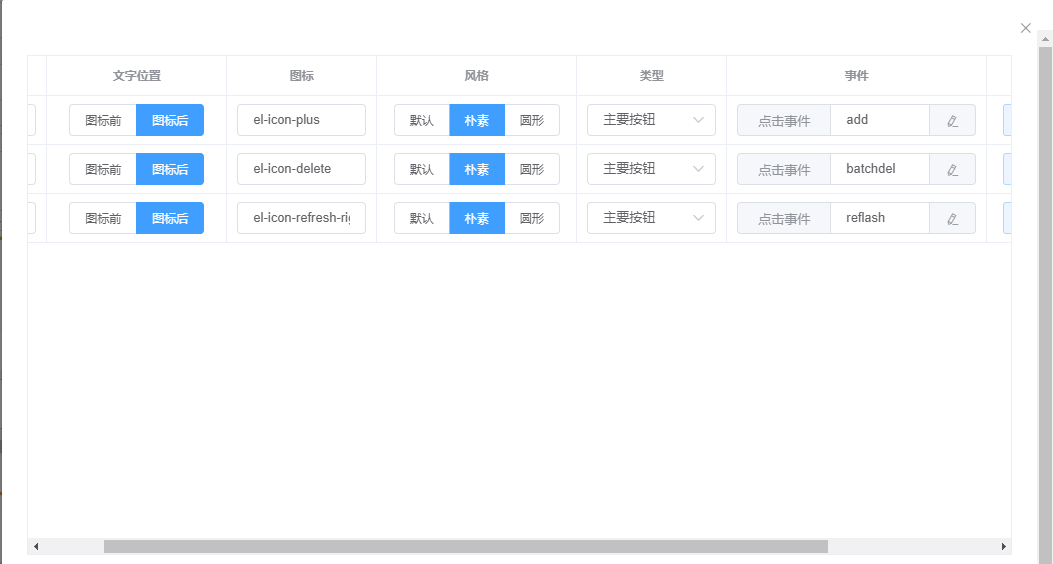 文字位置 图标 风格 类型 事件
图标前 图标后 el-icon-plus 默认 朴素 圆形 主要按钮 点击事件 add
图标前 图标后 el-icon-delete 默认 朴素 圆形 主要按钮 点击事件 batchdel
图标前 图标后 el-icon-refresh-ri 默认 朴素 圆形 主要按钮 点击事件 reflash